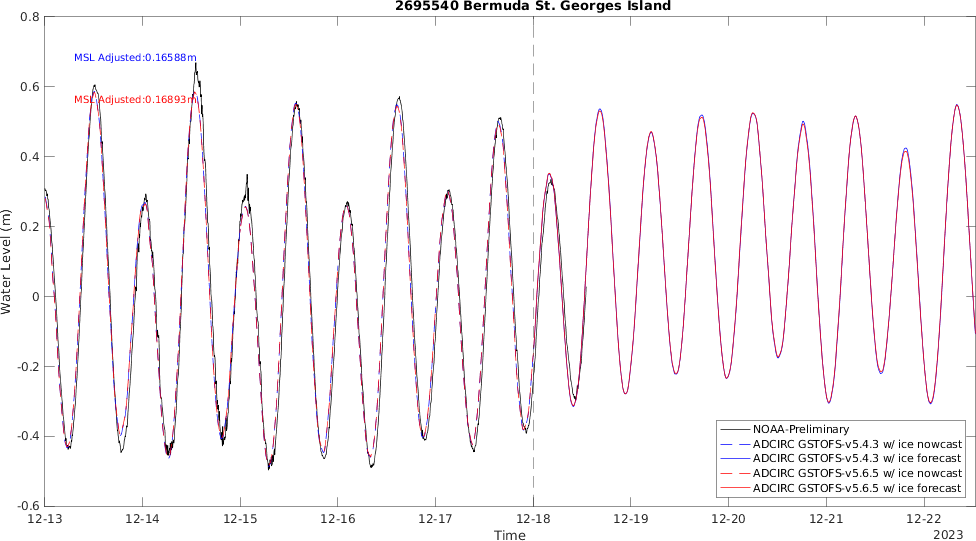 2695540 Bermuda St. Georges Island
MSL Adjusted:0.16588m
MSL Adjusted:0.16893m
Water Level (m)
0.8
0.6
0.4
0.2
0
-0.2
-0.4
-0.6
12-13
12-14
12-15
12-16
12-17
12-18
12-19
12-20
12-21
12-22
Time
2023
NOAA-Preliminary
ADCIRC GSTOFS-v5.4.3 w/ ice nowcast
ADCIRC GSTOFS-v5.4.3 w/ ice forecast
ADCIRC GSTOFS-v5.6.5 w/ ice nowcast
ADCIRC GSTOFS-v5.6.5 w/ ice forecast